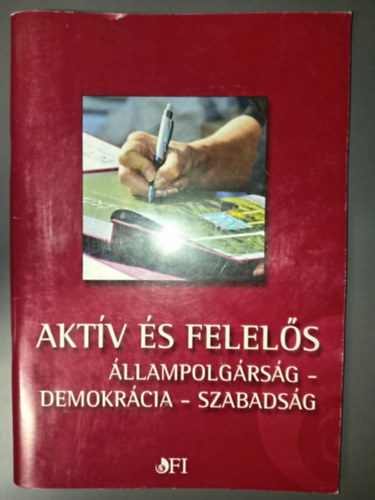 AKTÍV ÉS FELELŐS
ÁLLAMPOLGÁRSÁG –
DEMOKRÁCIA – SZABADSÁG
OFI